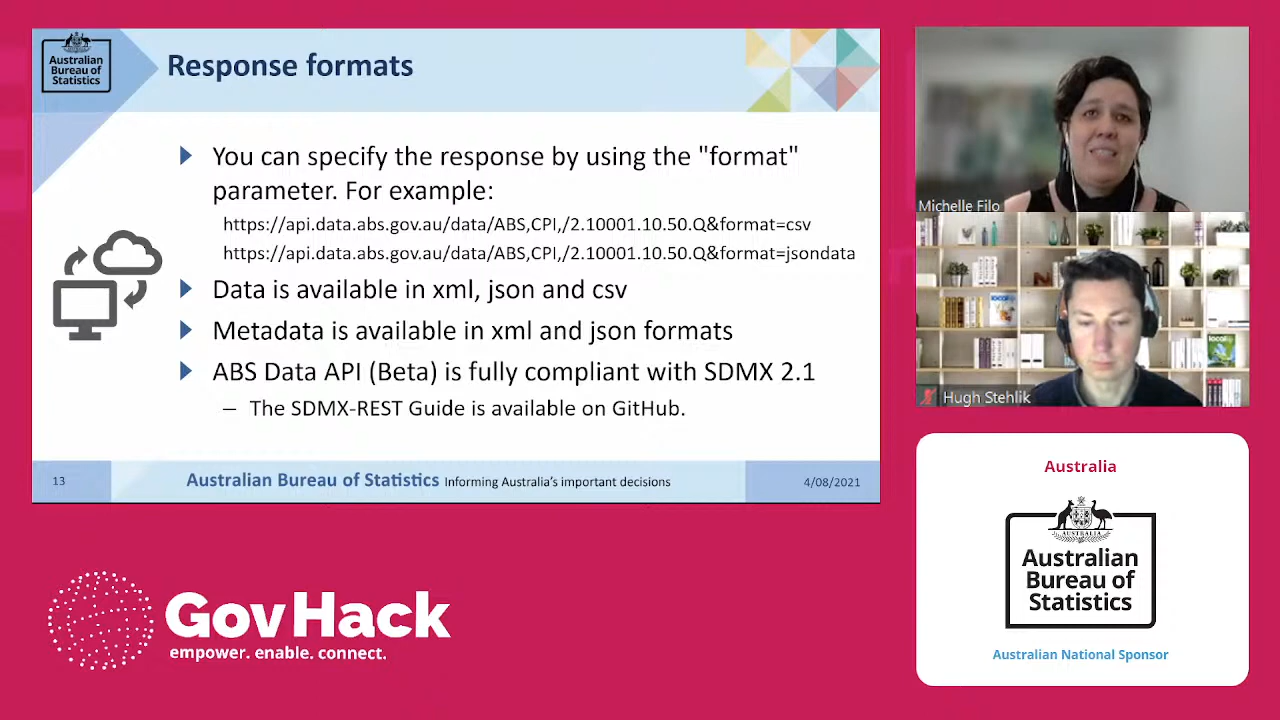 Australian
Bureau of
Statistics
Response formats
You can specify the response by using the "format"
parameter. For example:
https://api.data.abs.gov.au/data/ABS,CPI,/2.10001.10.50.Q&format=csv
https://api.data.abs.gov.au/data/ABS,CPI,/2.10001.10.50.Q&format=jsondata
Data is available in xml, json and csv
Metadata is available in xml and json formats
ABS Data API (Beta) is fully compliant with SDMX 2.1
– The SDMX-REST Guide is available on GitHub.
13
Australian Bureau of Statistics Informing Australia's important decisions
4/08/2021
Michelle Filo
Hugh Stehlik
GovHack
empower. enable. connect.
Australia
AUSTRALIA
Australian
Bureau of
Statistics
Australian National Sponsor